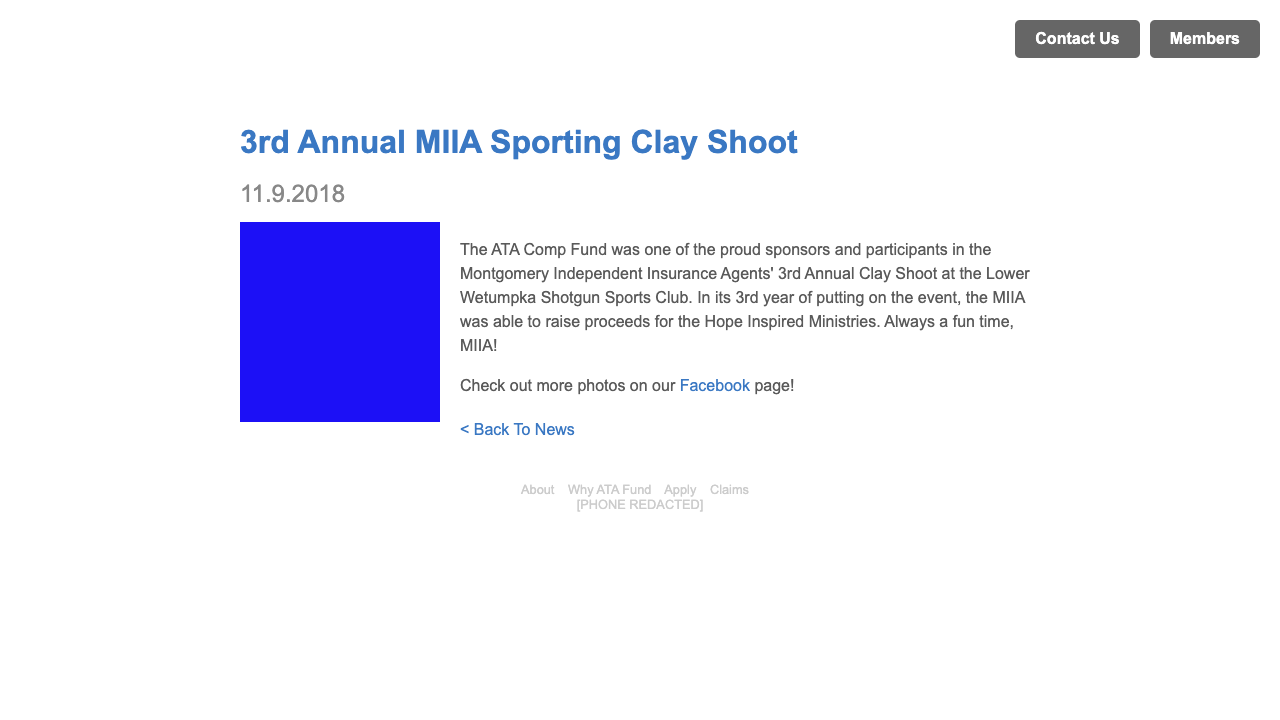 Contact Us Members
3rd Annual MIIA Sporting Clay Shoot
11.9.2018
The ATA Comp Fund was one of the proud sponsors and participants in the
Montgomery Independent Insurance Agents' 3rd Annual Clay Shoot at the Lower
Wetumpka Shotgun Sports Club. In its 3rd year of putting on the event, the MIIA
was able to raise proceeds for the Hope Inspired Ministries. Always a fun time,
MIIA!
Check out more photos on our Facebook page!
< Back To News
About Why ATA Fund Apply Claims
[PHONE REDACTED]